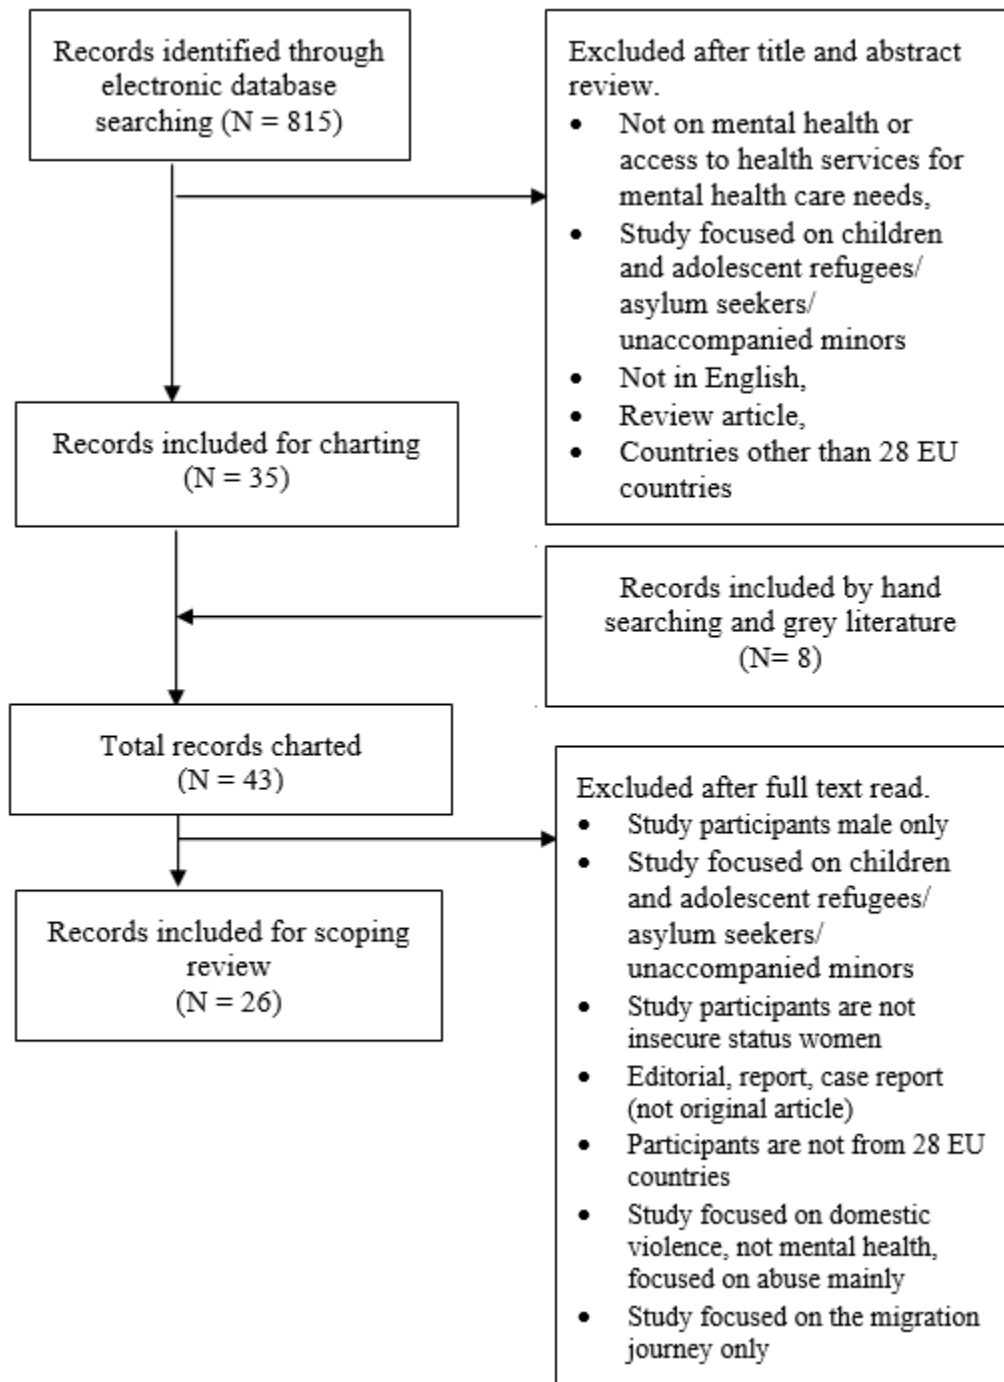 Records identified through
electronic database
searching (N = 815)
Excluded after title and abstract
review.
• Not on mental health or
access to health services for
mental health care needs,
• Study focused on children
and adolescent refugees/
asylum seekers/
unaccompanied minors
• Not in English,
• Review article,
• Countries other than 28 EU
countries
Records included for charting
(N = 35)
Records included by hand
searching and grey literature
(N= 8)
Total records charted
(N = 43)
Excluded after full text read.
• Study participants male only
• Study focused on children
and adolescent refugees/
asylum seekers/
unaccompanied minors
• Study participants are not
insecure status women
• Editorial, report, case report
(not original article)
• Participants are not from 28 EU
countries
• Study focused on domestic
violence, not mental health,
focused on abuse mainly
• Study focused on the migration
journey only
Records included for scoping
review
(N = 26)